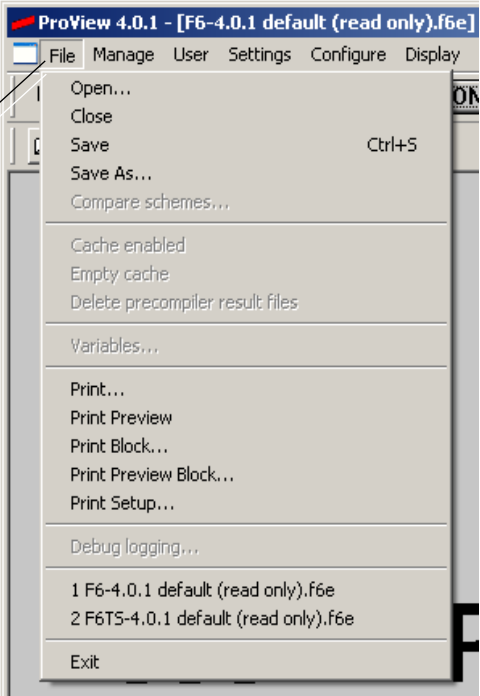 ProView 4.0.1 - [F6-4.0.1 default (read only).f6e]
File Manage User Settings Configure Display
Open...
Close
Save Ctrl+S
Save As...
Compare schemes...
Cache enabled
Empty cache
Delete precompiler result files
Variables...
Print...
Print Preview
Print Block...
Print Preview Block...
Print Setup...
Debug logging...
1 F6-4.0.1 default (read only).f6e
2 F6TS-4.0.1 default (read only).f6e
Exit